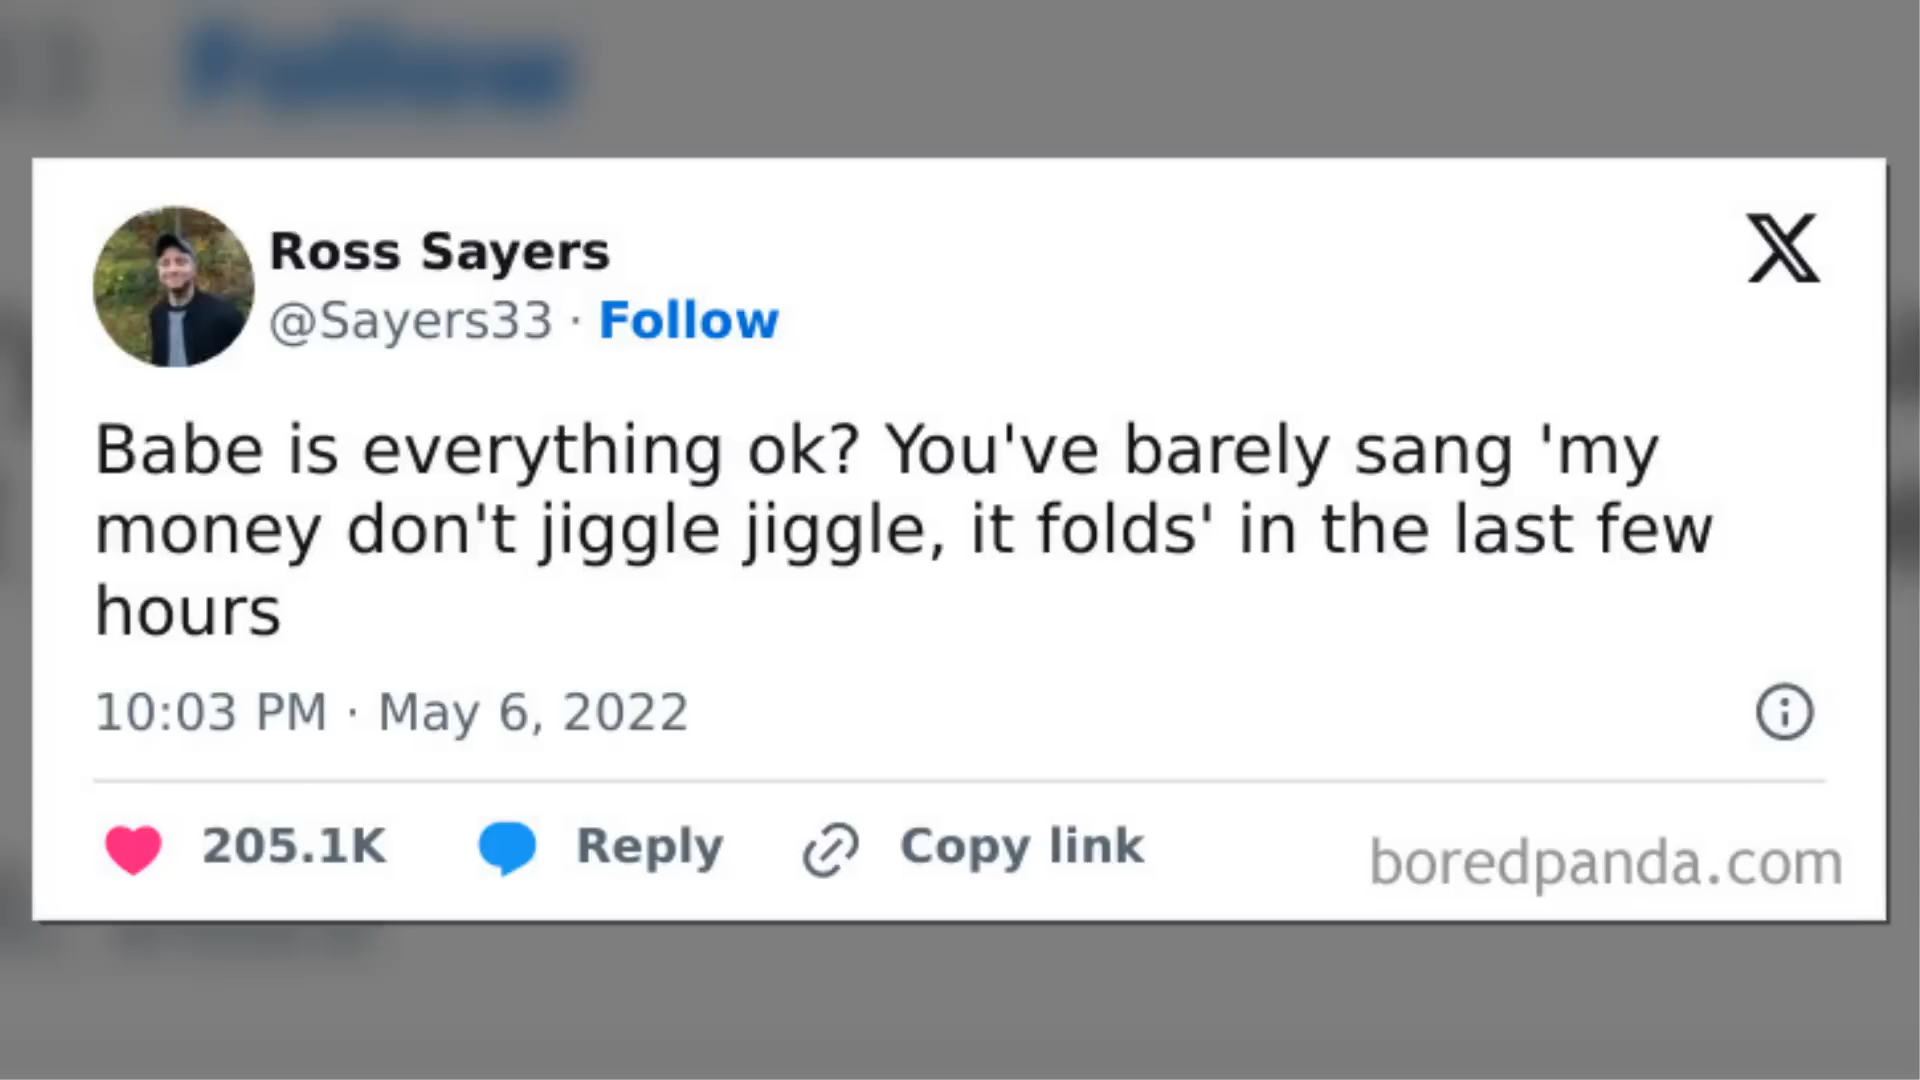 Follow
Ross Sayers
@Sayers33 · Follow
Babe is everything ok? You've barely sang 'my
money don't jiggle jiggle, it folds' in the last few
hours
10:03 PM · May 6, 2022
205.1K Reply Copy link
boredpanda.com